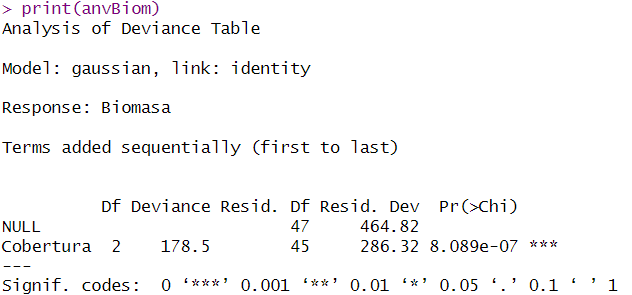 > print(anvBiom)
Analysis of Deviance Table

Model: gaussian, link: identity

Response: Biomasa

Terms added sequentially (first to last)


          Df Deviance Resid. Df Resid. Dev  Pr(>Chi)
NULL                         47     464.82
Cobertura  2    178.5        45     286.32 8.089e-07 ***
---
Signif. codes:  0 ‘***’ 0.001 ‘**’ 0.01 ‘*’ 0.05 ‘.’ 0.1 ‘ ’ 1